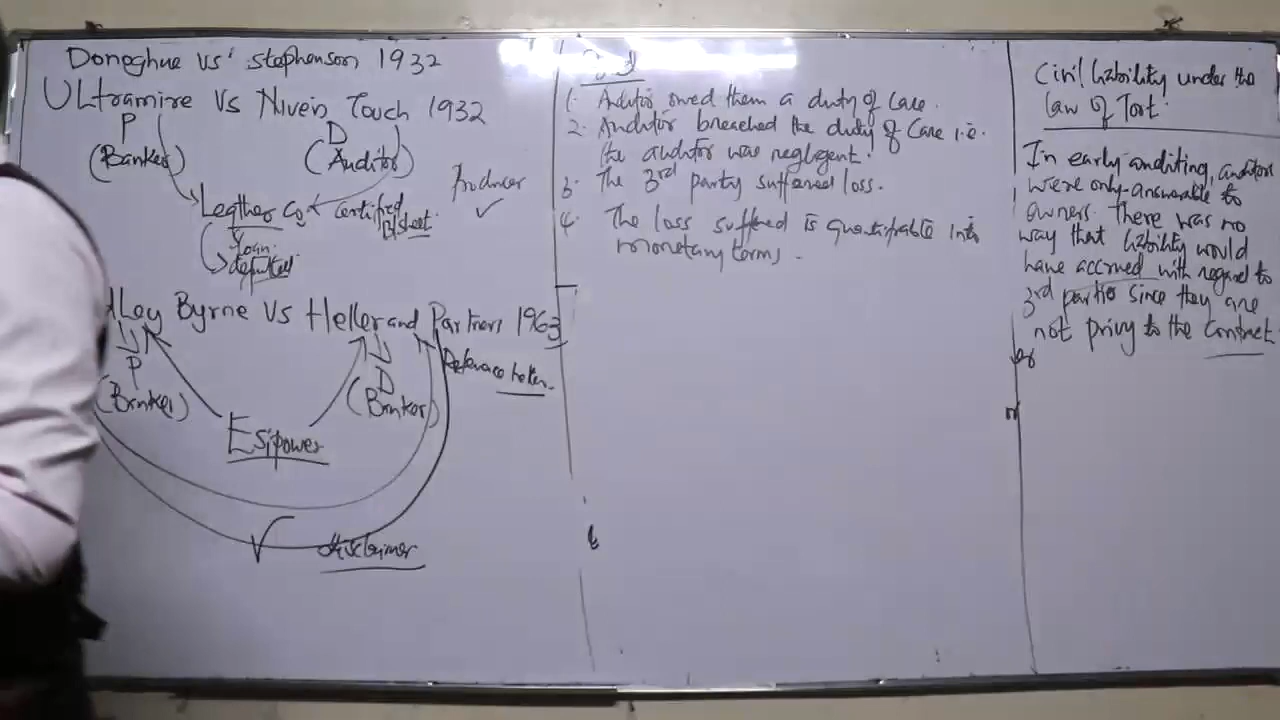 Donoghue vs' Stephenson 1932
Ultramire Vs Niven Touch 1932
P
D
(Banker)
(Auditor)
Producer
Leather Co
certified
B/sheet
loan
defaulted
dley Byrne Vs Heller and Partners 1963
Reference letter.
P
D
(Banker)
(Banker)
Esipower
disclaimer
1. Auditor owed them a duty of Care.
2. Auditor breached the duty of Care i.e.
the auditor was negligent.
3. The 3rd party suffered loss.
4. The loss suffered is quantifiable into
monetary terms.
Civil liability under the
law of Tort.
In early auditing, auditors
were only answerable to
owners. There was no
way that liability would
have accrued with regard to
3rd parties since they are
not privy to the contract